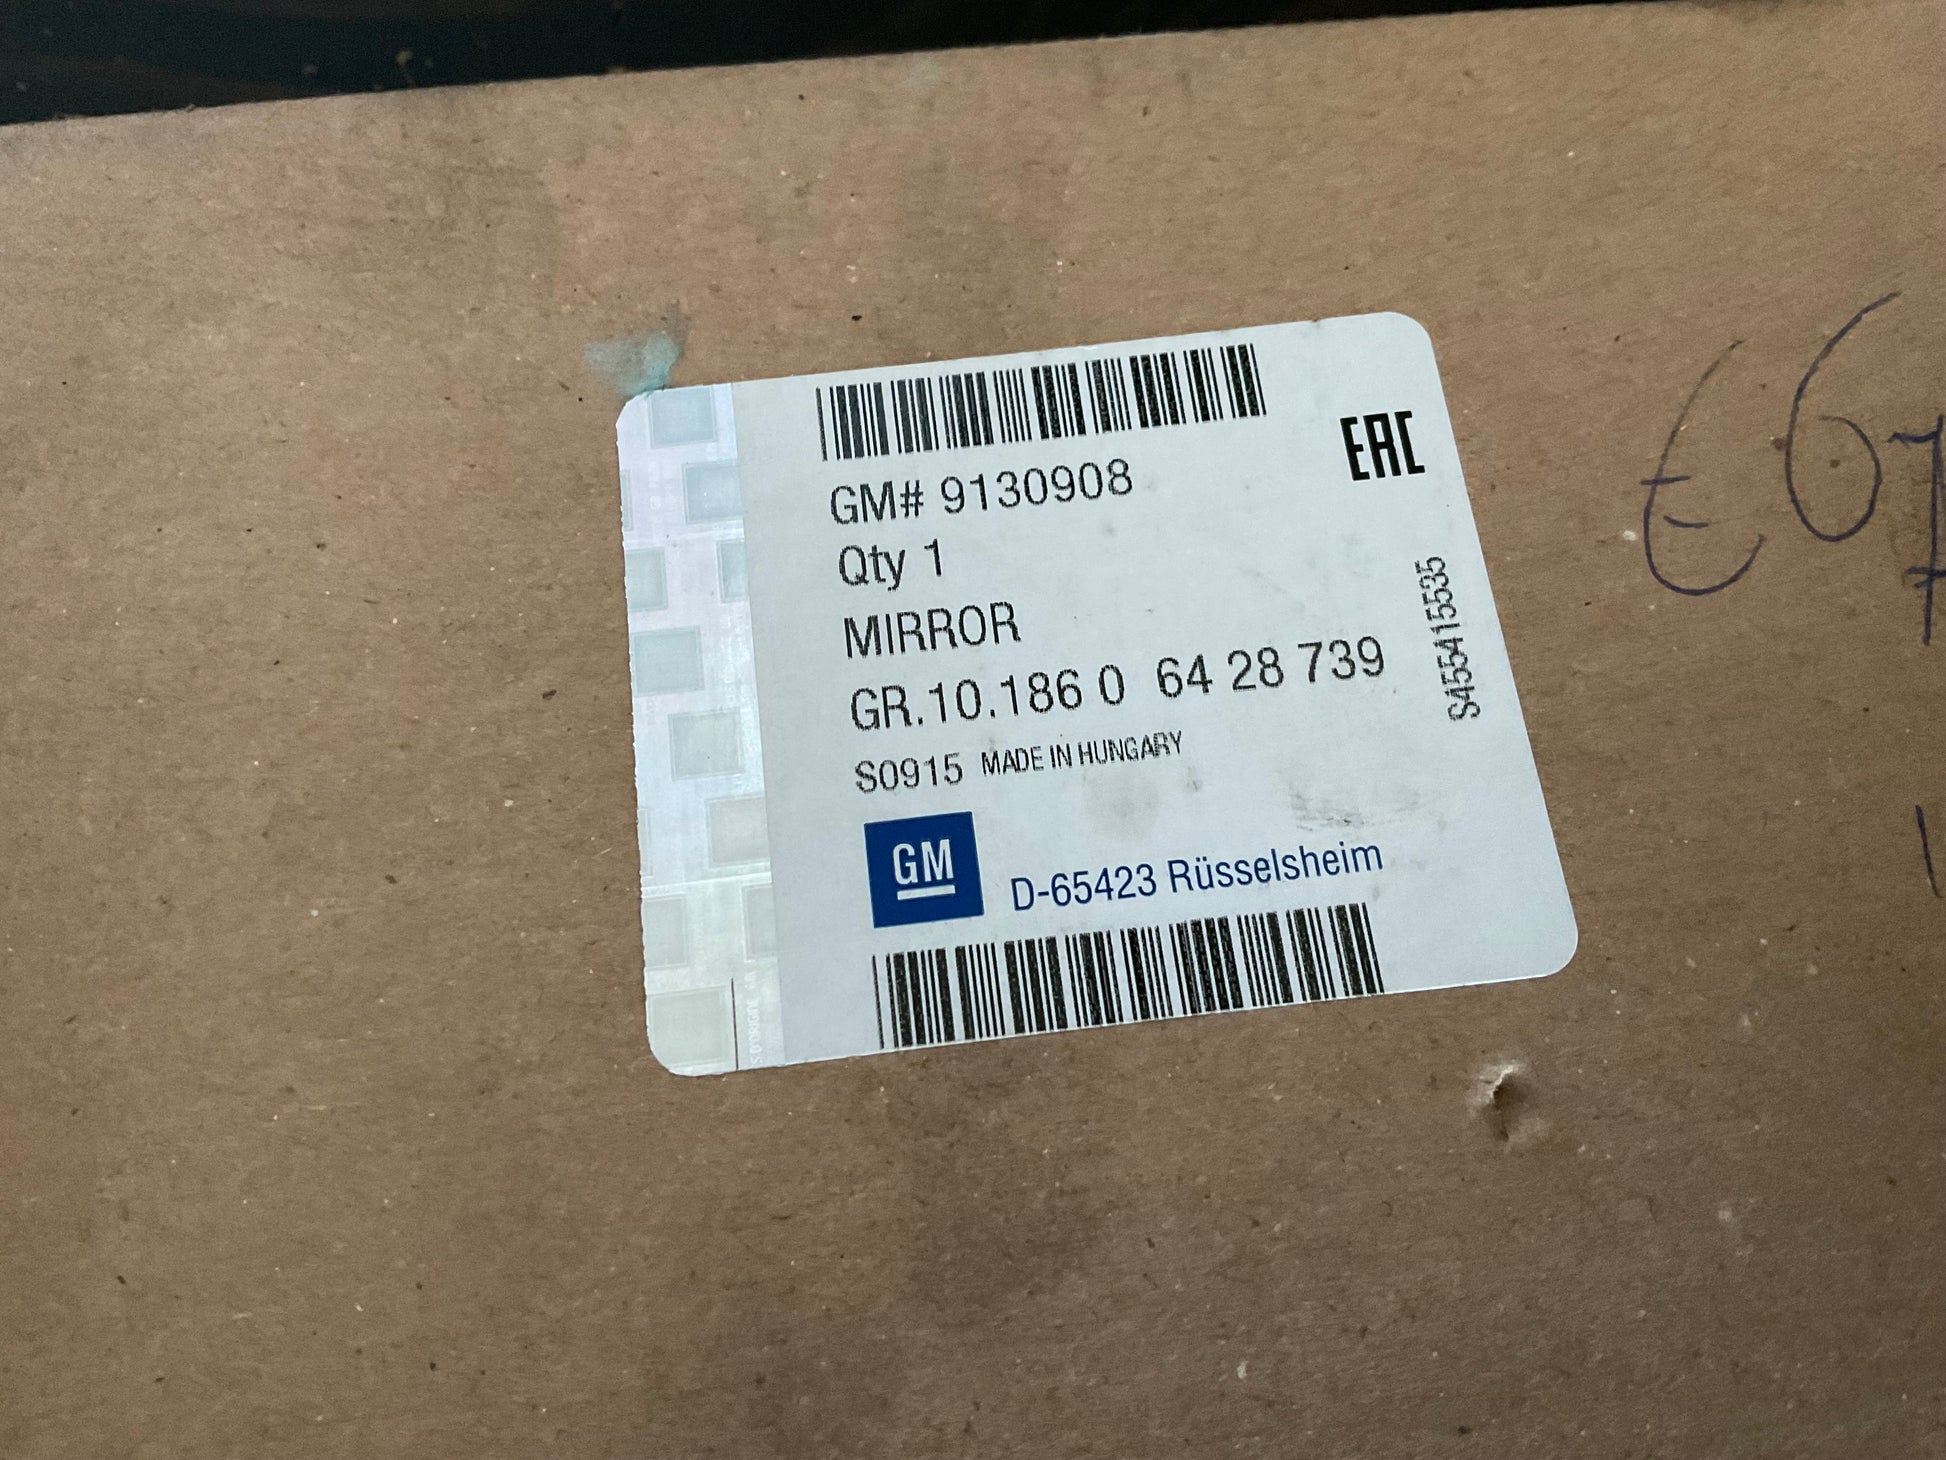 EAC
GM# 9130908
Qty 1
MIRROR
GR.10.186 0 64 28 739
S0915 MADE IN HUNGARY
S455415535
GM
D-65423 Rüsselsheim
€67